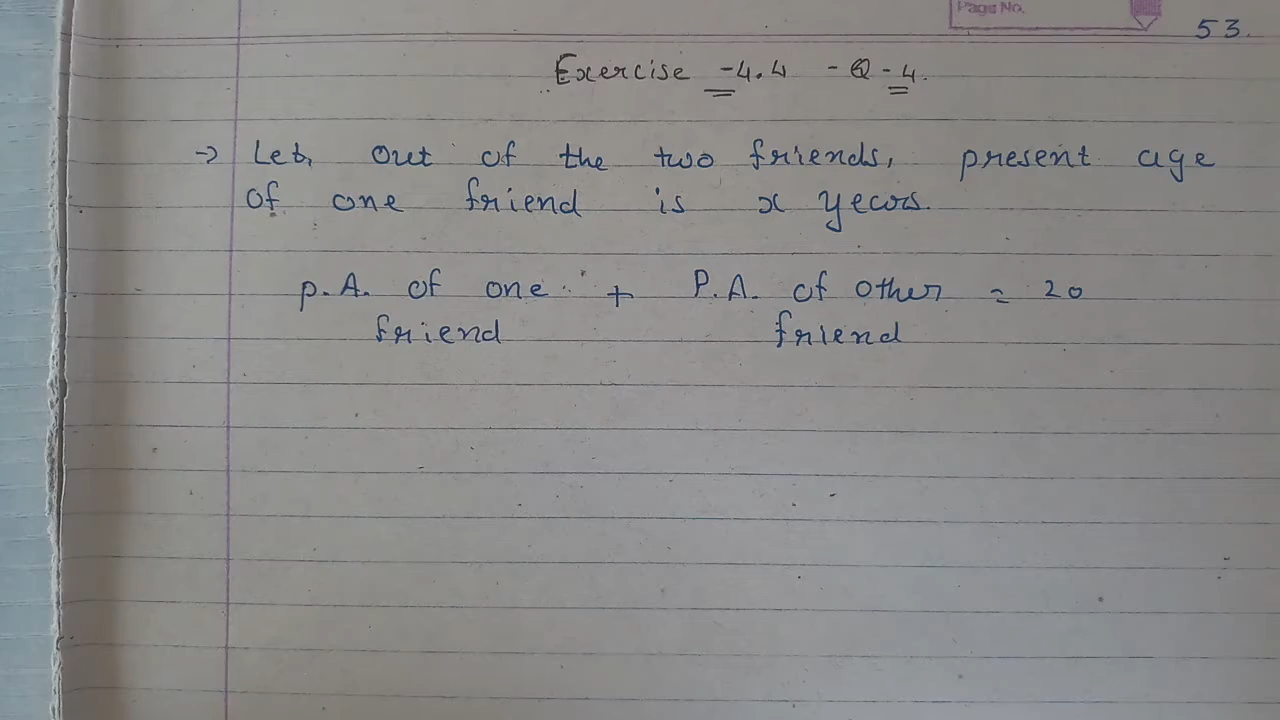 Page No.
53.
Exercise - 4.4 - Q - 4.
→ Let, out of the two friends, present age
of one friend is x years.
P.A. of one + P.A. of other = 20
friend friend